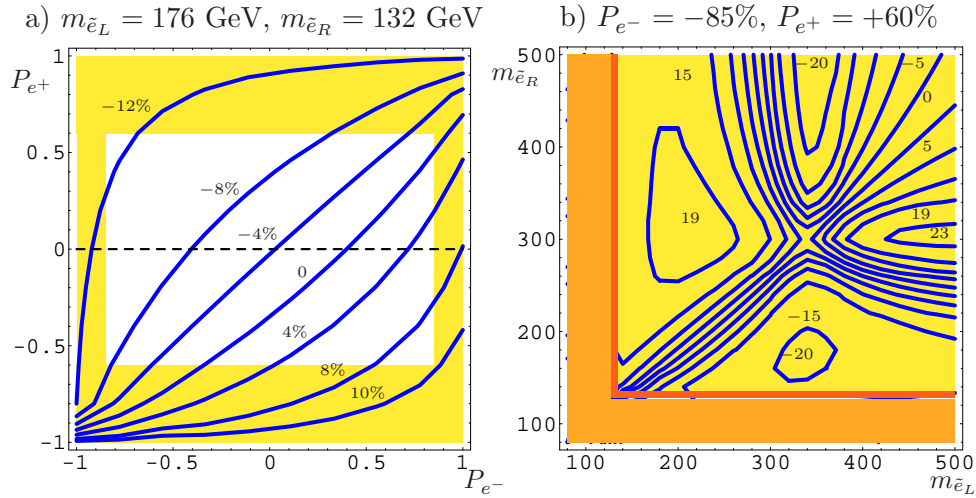 a) m_{ẽ_L} = 176 GeV, m_{ẽ_R} = 132 GeV
P_{e^+}
1
0.5
0
-0.5
-1
−12%
−8%
−4%
0
4%
8%
10%
-1 -0.5 0 0.5 1
P_{e^-}
b) P_{e^-} = −85%, P_{e^+} = +60%
m_{ẽ_R}
500
400
300
200
100
15 −20 −5
0
5
19 19
23
−15
−20
100 200 300 400 500
m_{ẽ_L}